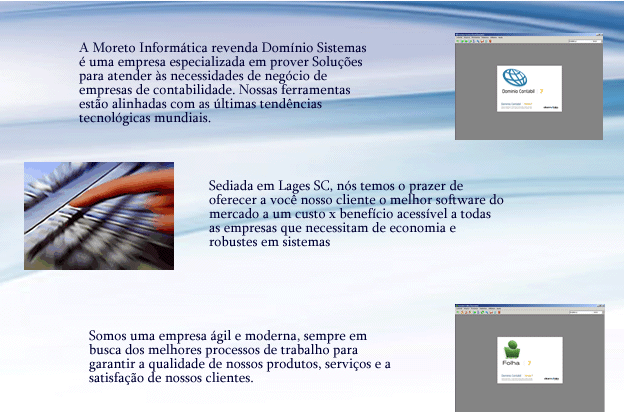 A Moreto Informática revenda Domínio Sistemas
é uma empresa especializada em prover Soluções
para atender às necessidades de negócio de
empresas de contabilidade. Nossas ferramentas
estão alinhadas com as últimas tendências
tecnológicas mundiais.
Domínio Contábil
Sediada em Lages SC, nós temos o prazer de
oferecer a você nosso cliente o melhor software do
mercado a um custo x benefício acessível a todas
as empresas que necessitam de economia e
robustes em sistemas
Somos uma empresa ágil e moderna, sempre em
busca dos melhores processos de trabalho para
garantir a qualidade de nossos produtos, serviços e a
satisfação de nossos clientes.
Folha